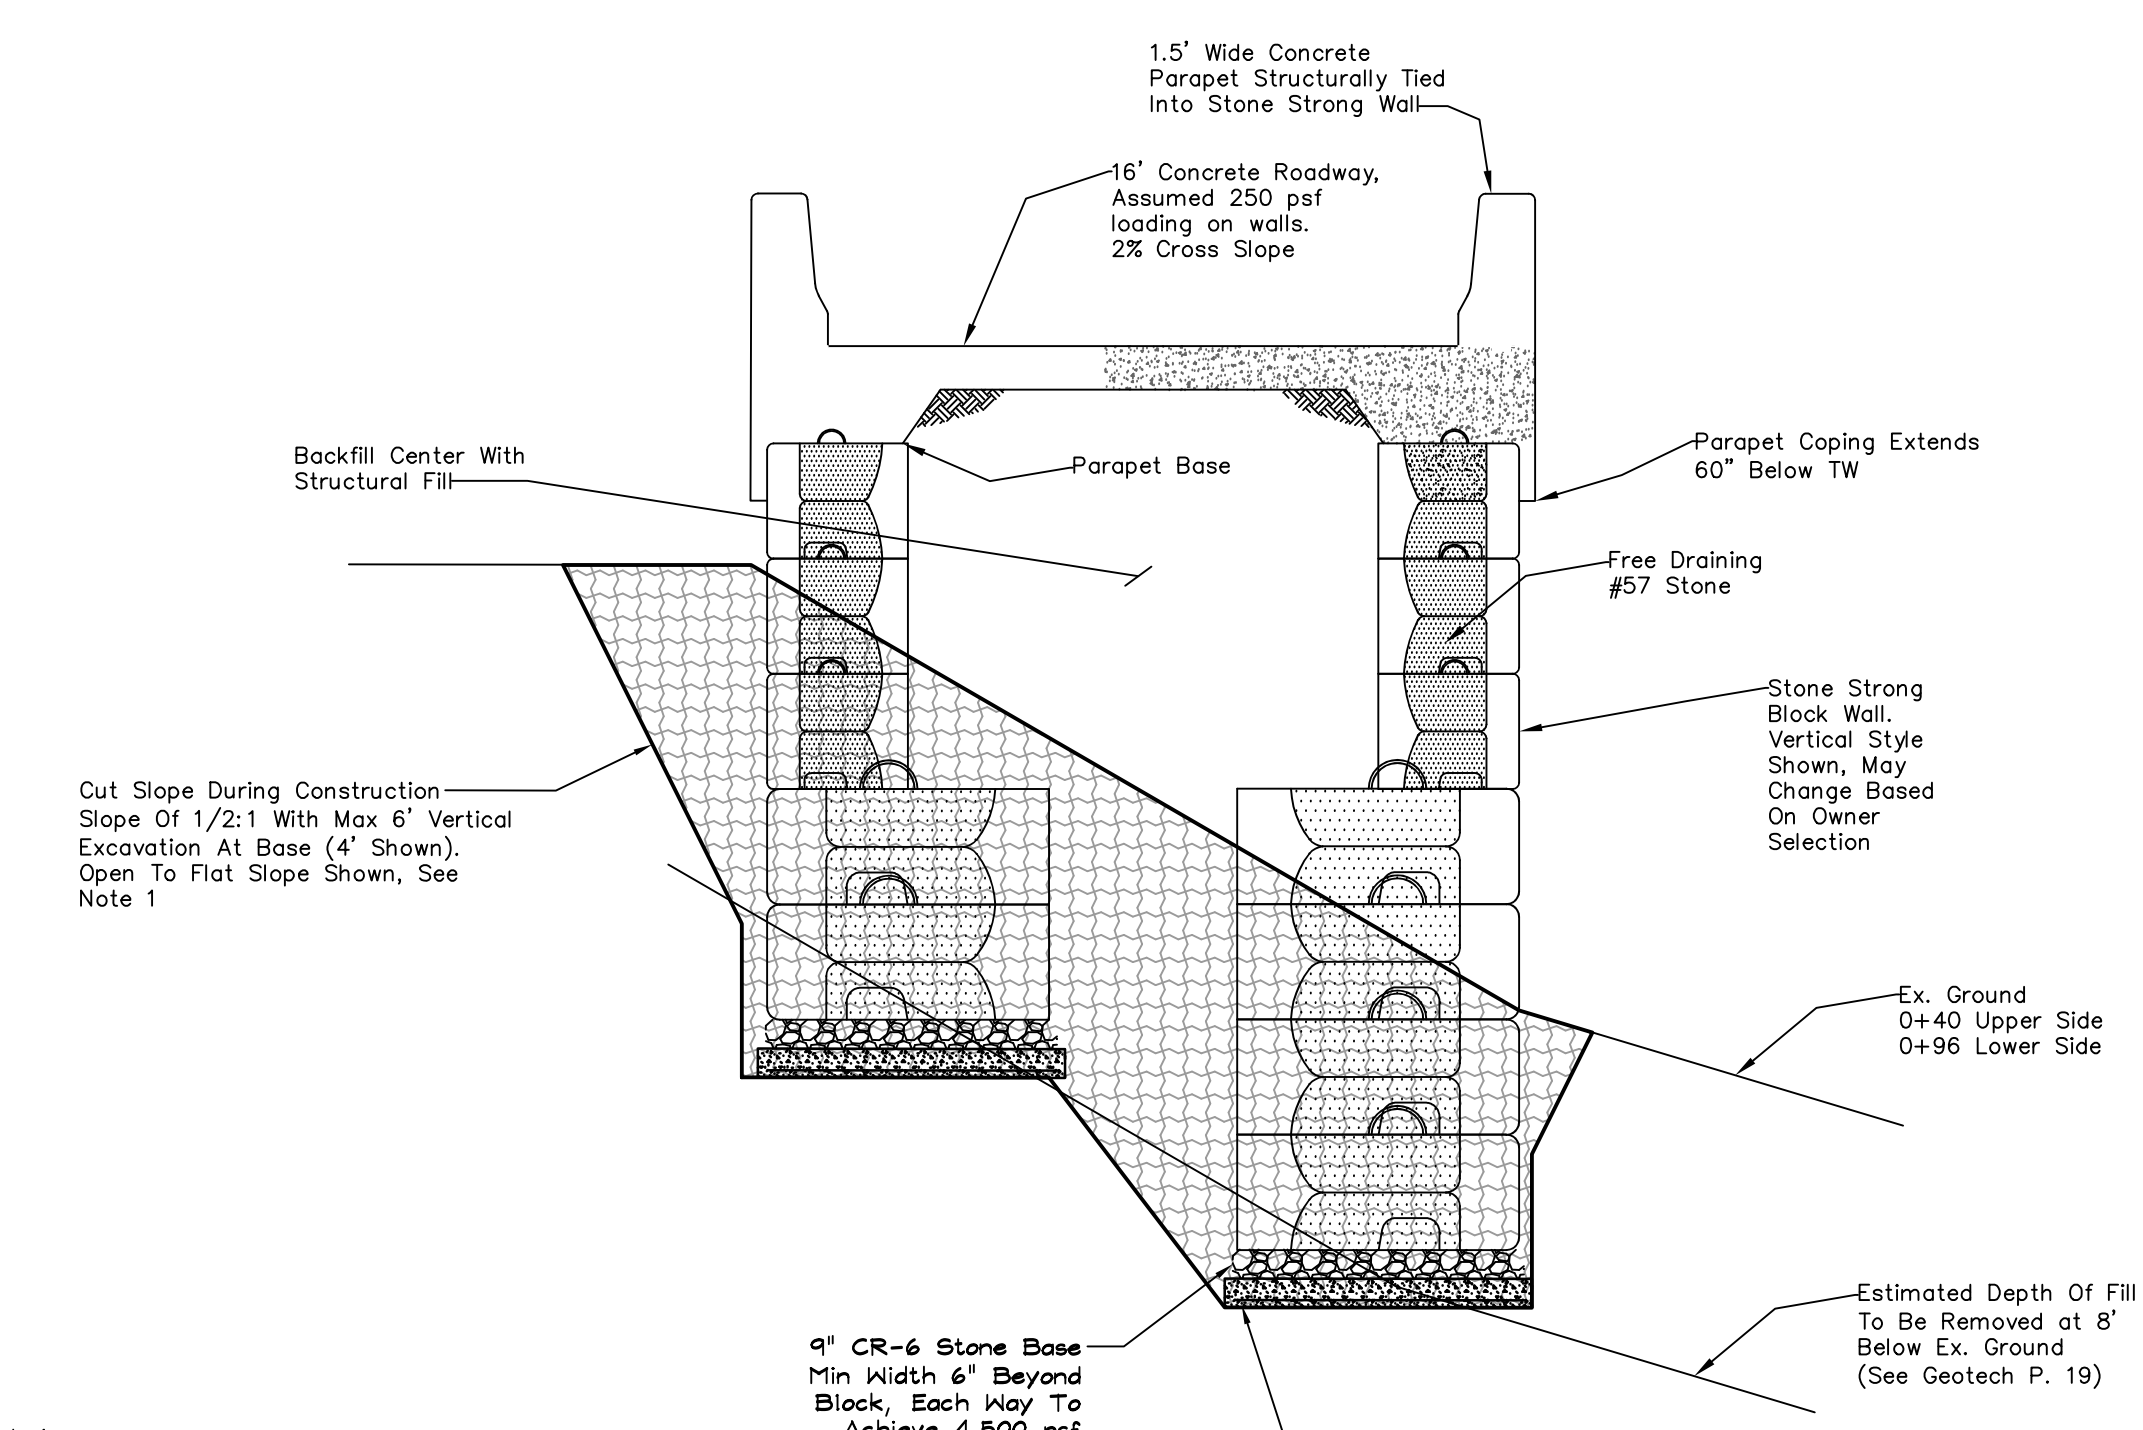 1.5' Wide Concrete
Parapet Structurally Tied
Into Stone Strong Wall
16' Concrete Roadway,
Assumed 250 psf
loading on walls.
2% Cross Slope
Backfill Center With
Structural Fill
Parapet Base
Parapet Coping Extends
60" Below TW
Free Draining
#57 Stone
Stone Strong
Block Wall.
Vertical Style
Shown, May
Change Based
On Owner
Selection
Cut Slope During Construction
Slope Of 1/2:1 With Max 6' Vertical
Excavation At Base (4' Shown).
Open To Flat Slope Shown, See
Note 1
Ex. Ground
0+40 Upper Side
0+96 Lower Side
Estimated Depth Of Fill
To Be Removed at 8'
Below Ex. Ground
(See Geotech P. 19)
9" CR-6 Stone Base
Min Width 6" Beyond
Block, Each Way To
Achieve 4,500 psf